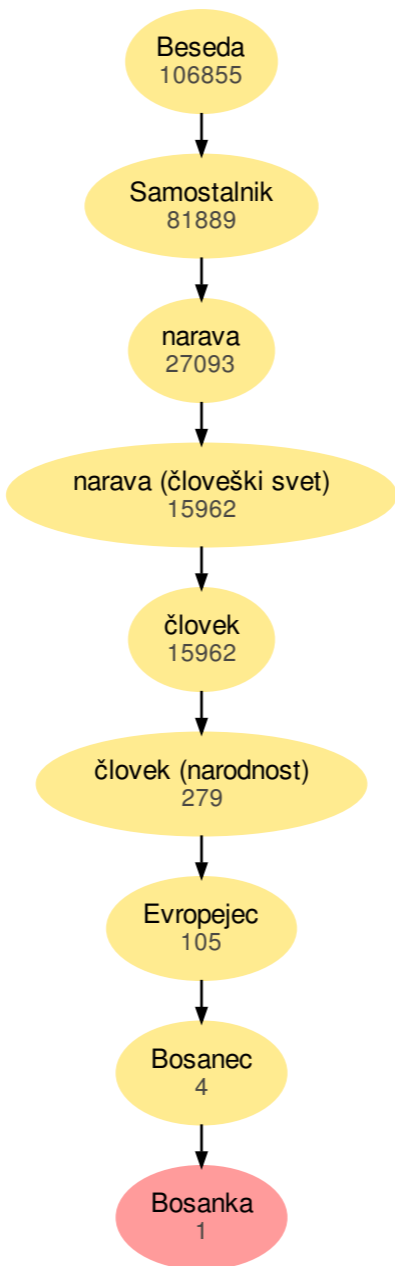 Beseda
106855
Samostalnik
81889
narava
27093
narava (človeški svet)
15962
človek
15962
človek (narodnost)
279
Evropejec
105
Bosanec
4
Bosanka
1